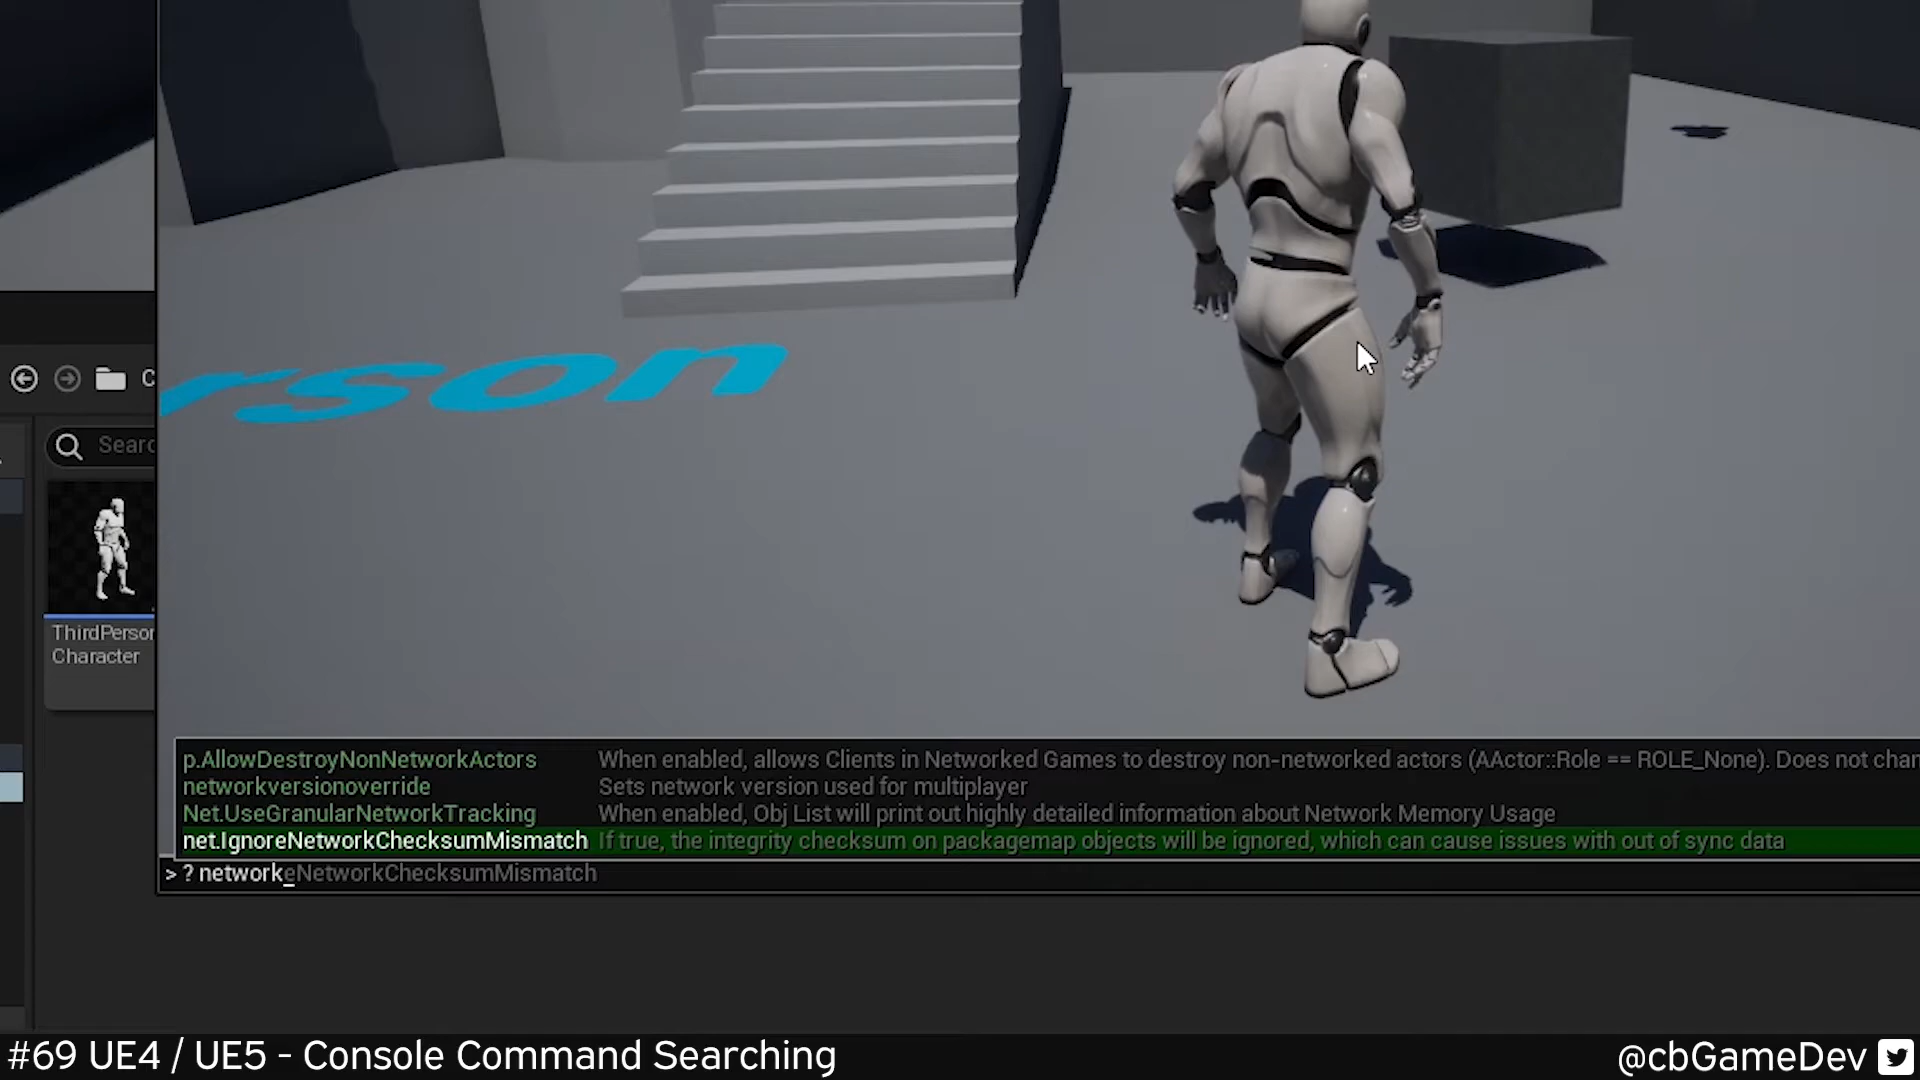 rson
C
Searc
ThirdPerson
Character
p.AllowDestroyNonNetworkActors When enabled, allows Clients in Networked Games to destroy non-networked actors (AActor::Role == ROLE_None). Does not chan
networkversionoverride Sets network version used for multiplayer
Net.UseGranularNetworkTracking When enabled, Obj List will print out highly detailed information about Network Memory Usage
net.IgnoreNetworkChecksumMismatch If true, the integrity checksum on packagemap objects will be ignored, which can cause issues with out of sync data
> ? network_eNetworkChecksumMismatch
#69 UE4 / UE5 - Console Command Searching
@cbGameDev